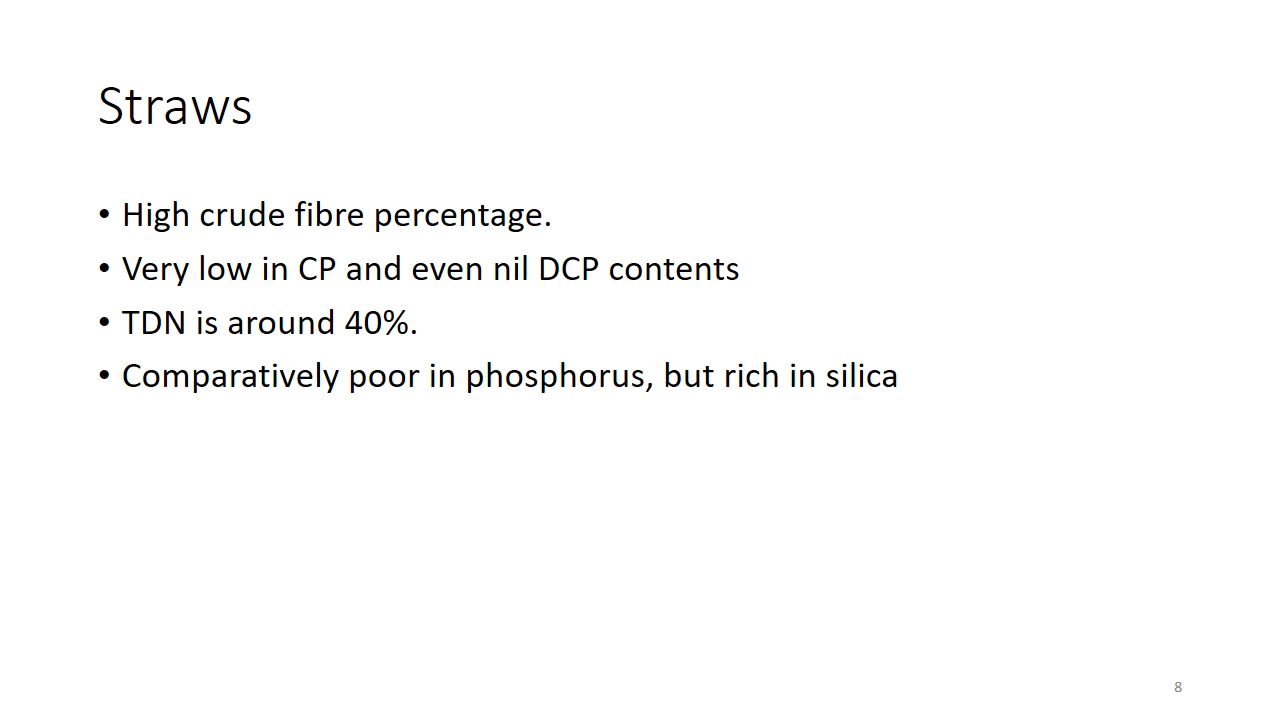 Straws
• High crude fibre percentage.
• Very low in CP and even nil DCP contents
• TDN is around 40%.
• Comparatively poor in phosphorus, but rich in silica
8